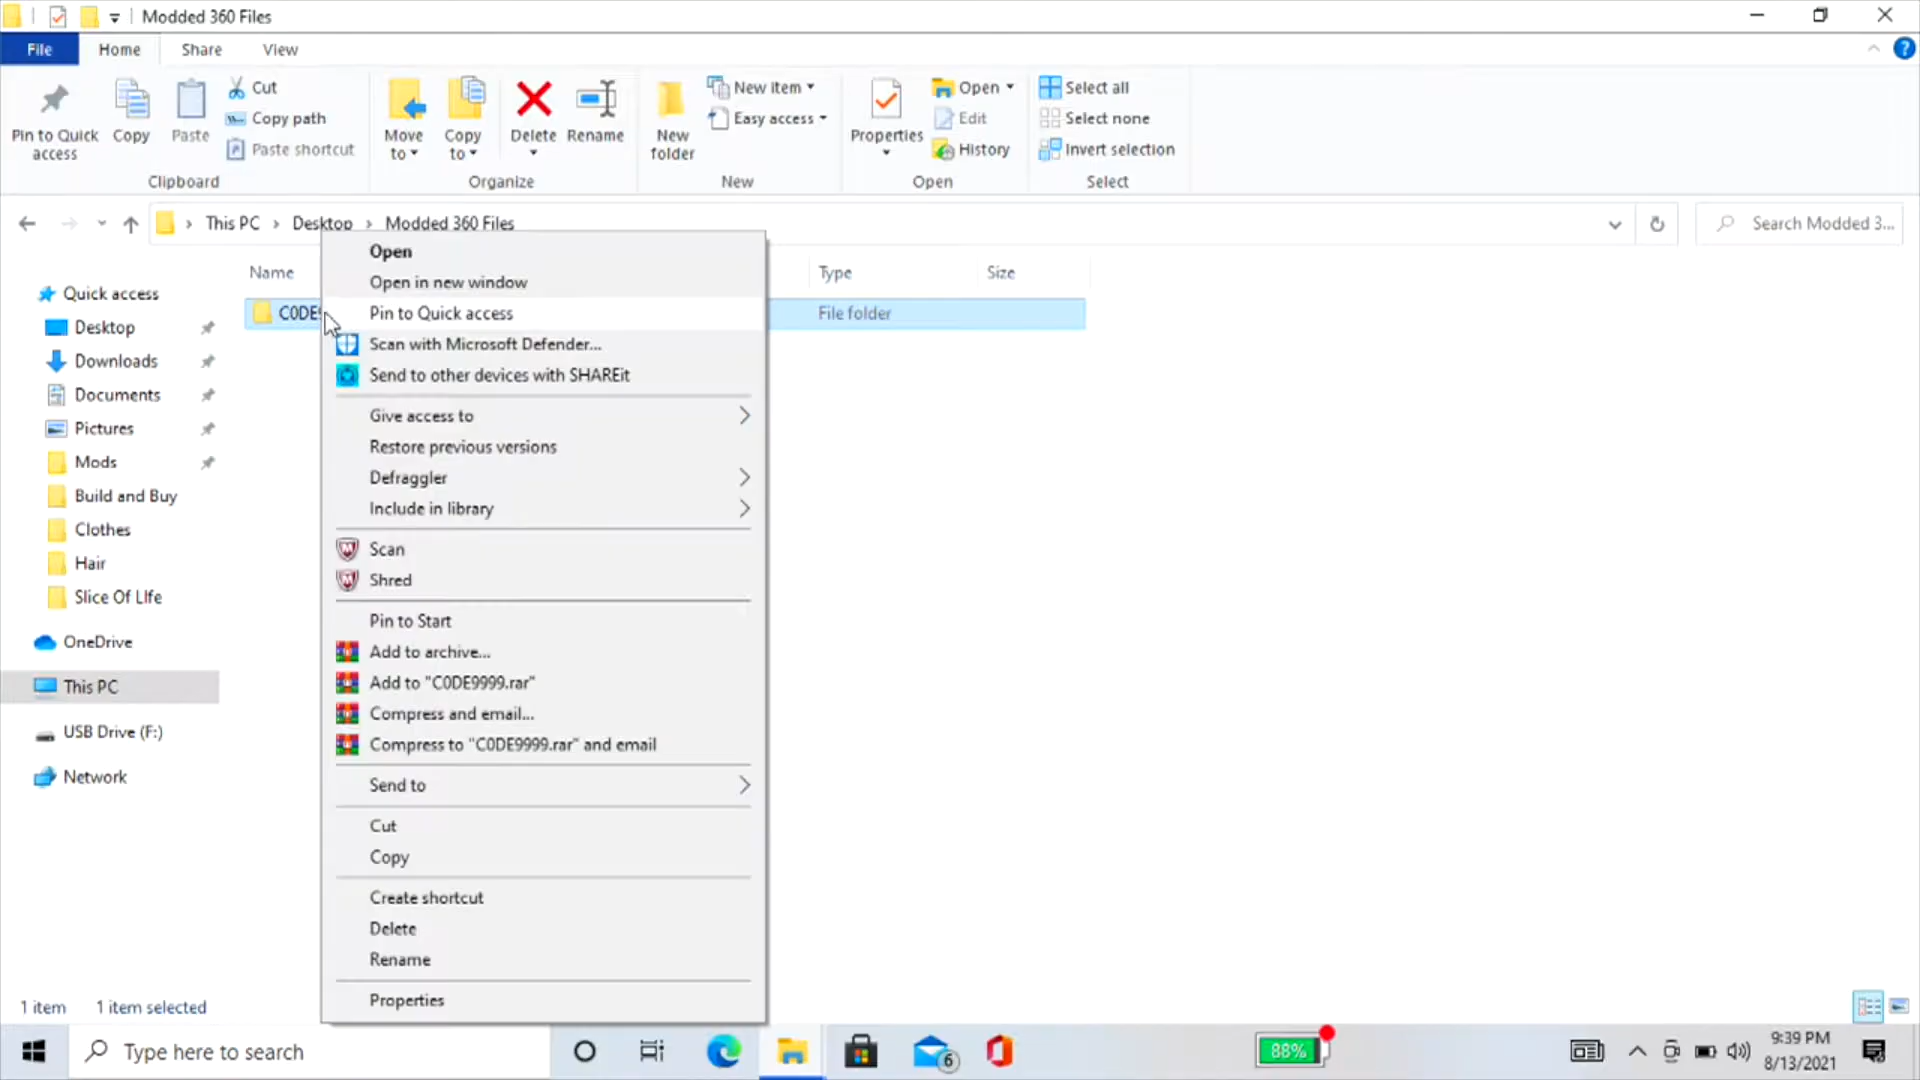 Modded 360 Files
File Home Share View
Pin to Quick access
Copy
Paste
Cut
Copy path
Paste shortcut
Clipboard
Move to
Copy to
Delete
Rename
Organize
New folder
New item
Easy access
New
Properties
Open
Edit
History
Open
Select all
Select none
Invert selection
Select
This PC > Desktop > Modded 360 Files
Search Modded 3...
Quick access
Desktop
Downloads
Documents
Pictures
Mods
Build and Buy
Clothes
Hair
Slice Of LIfe
OneDrive
This PC
USB Drive (F:)
Network
Name Type Size
C0DE9 File folder
Open
Open in new window
Pin to Quick access
Scan with Microsoft Defender...
Send to other devices with SHAREit
Give access to
Restore previous versions
Defraggler
Include in library
Scan
Shred
Pin to Start
Add to archive...
Add to "C0DE9999.rar"
Compress and email...
Compress to "C0DE9999.rar" and email
Send to
Cut
Copy
Create shortcut
Delete
Rename
Properties
1 item 1 item selected
Type here to search
6
88%
9:39 PM
8/13/2021